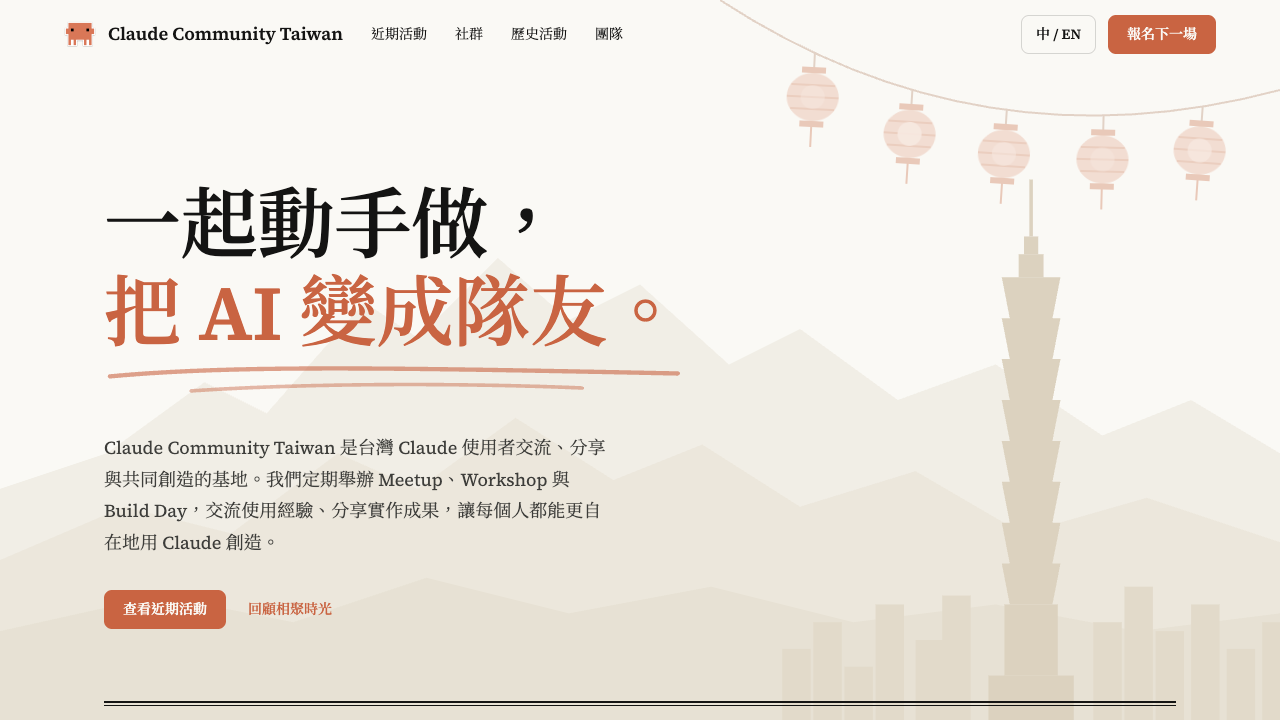 Claude Community Taiwan
近期活動
社群
歷史活動
團隊
中 / EN
報名下一場
一起動手做，
把 AI 變成隊友。
Claude Community Taiwan 是台灣 Claude 使用者交流、分享
與共同創造的基地。我們定期舉辦 Meetup、Workshop 與
Build Day，交流使用經驗、分享實作成果，讓每個人都能更自
在地用 Claude 創造。
查看近期活動
回顧相聚時光